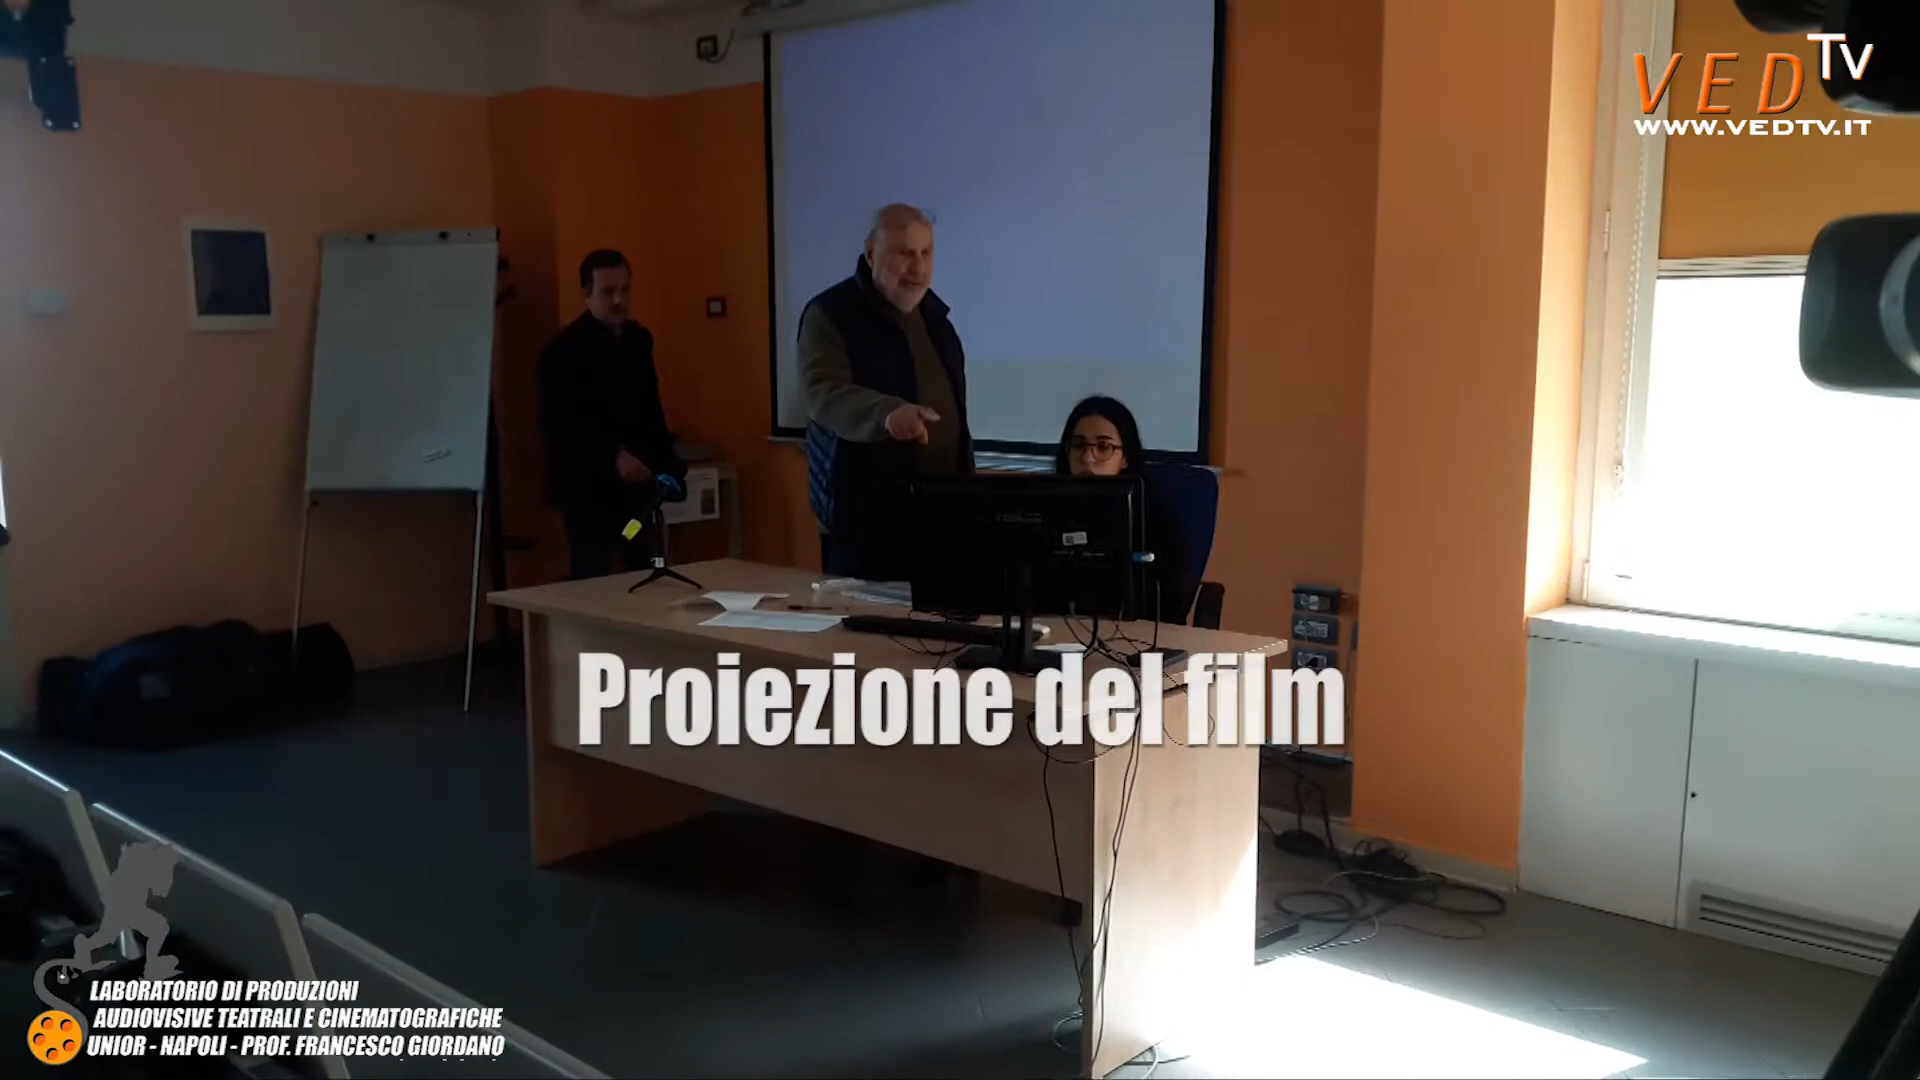 VED TV
WWW.VEDTV.IT
Proiezione del film
LABORATORIO DI PRODUZIONI
AUDIOVISIVE TEATRALI E CINEMATOGRAFICHE
UNIOR - NAPOLI - PROF. FRANCESCO GIORDANO